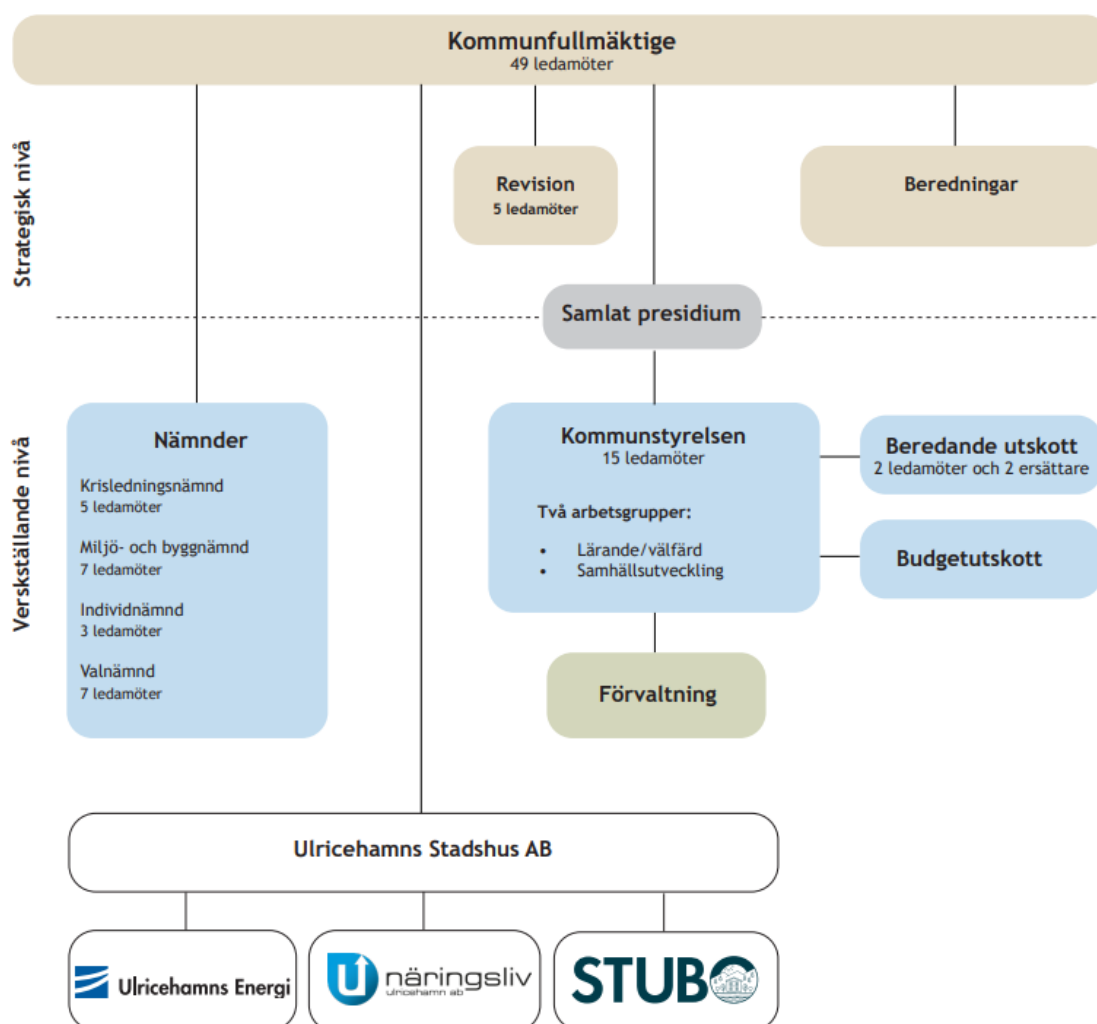 Kommunfullmäktige
49 ledamöter
Strategisk nivå
Revision
5 ledamöter
Beredningar
Samlat presidium
Verskställande nivå
Nämnder
Krisledningsnämnd
5 ledamöter
Miljö- och byggnämnd
7 ledamöter
Individnämnd
3 ledamöter
Valnämnd
7 ledamöter
Kommunstyrelsen
15 ledamöter
Två arbetsgrupper:
• Lärande/välfärd
• Samhällsutveckling
Beredande utskott
2 ledamöter och 2 ersättare
Budgetutskott
Förvaltning
Ulricehamns Stadshus AB
Ulricehamns Energi
U näringsliv
ulricehamn ab
STUBO